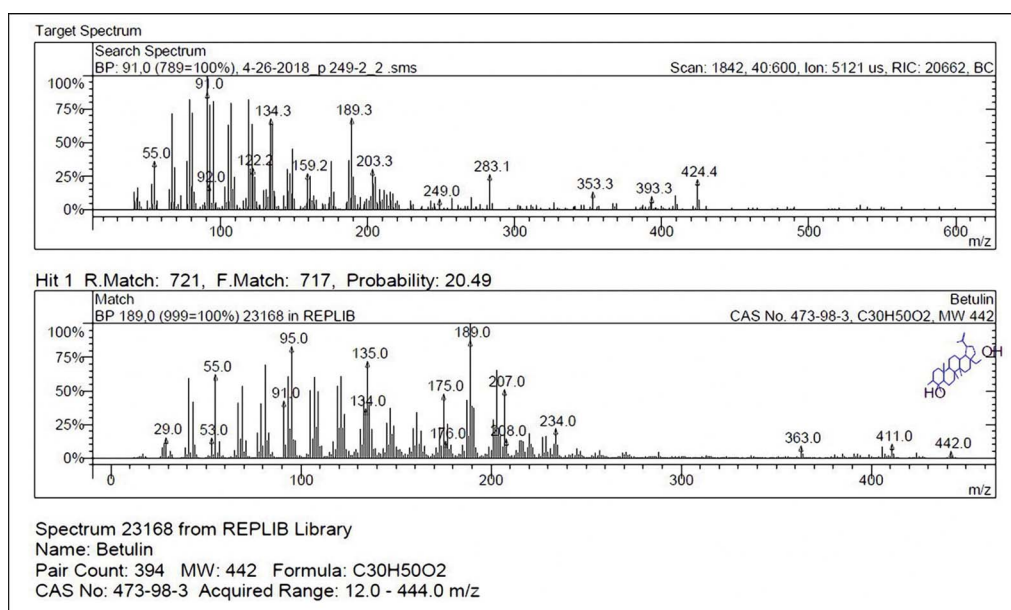 Target Spectrum
Search Spectrum
BP: 91,0 (789=100%), 4-26-2018_p 249-2_2 .sms Scan: 1842, 40:600, Ion: 5121 us, RIC: 20662, BC
100%
75%
50%
25%
0%
91.0
134.3
189.3
55.0
92.0
122.2
159.2
203.3
249.0
283.1
353.3
393.3
424.4
100 200 300 400 500 600
m/z
Hit 1 R.Match: 721, F.Match: 717, Probability: 20.49
Match Betulin
BP 189,0 (999=100%) 23168 in REPLIB CAS No. 473-98-3, C30H50O2, MW 442
100%
75%
50%
25%
0%
189.0
95.0
135.0
55.0
175.0
207.0
91.0
134.0
29.0
53.0
176.0
208.0
234.0
363.0
411.0
442.0
OH
HO
0 100 200 300 400
m/z
Spectrum 23168 from REPLIB Library
Name: Betulin
Pair Count: 394 MW: 442 Formula: C30H50O2
CAS No: 473-98-3 Acquired Range: 12.0 - 444.0 m/z